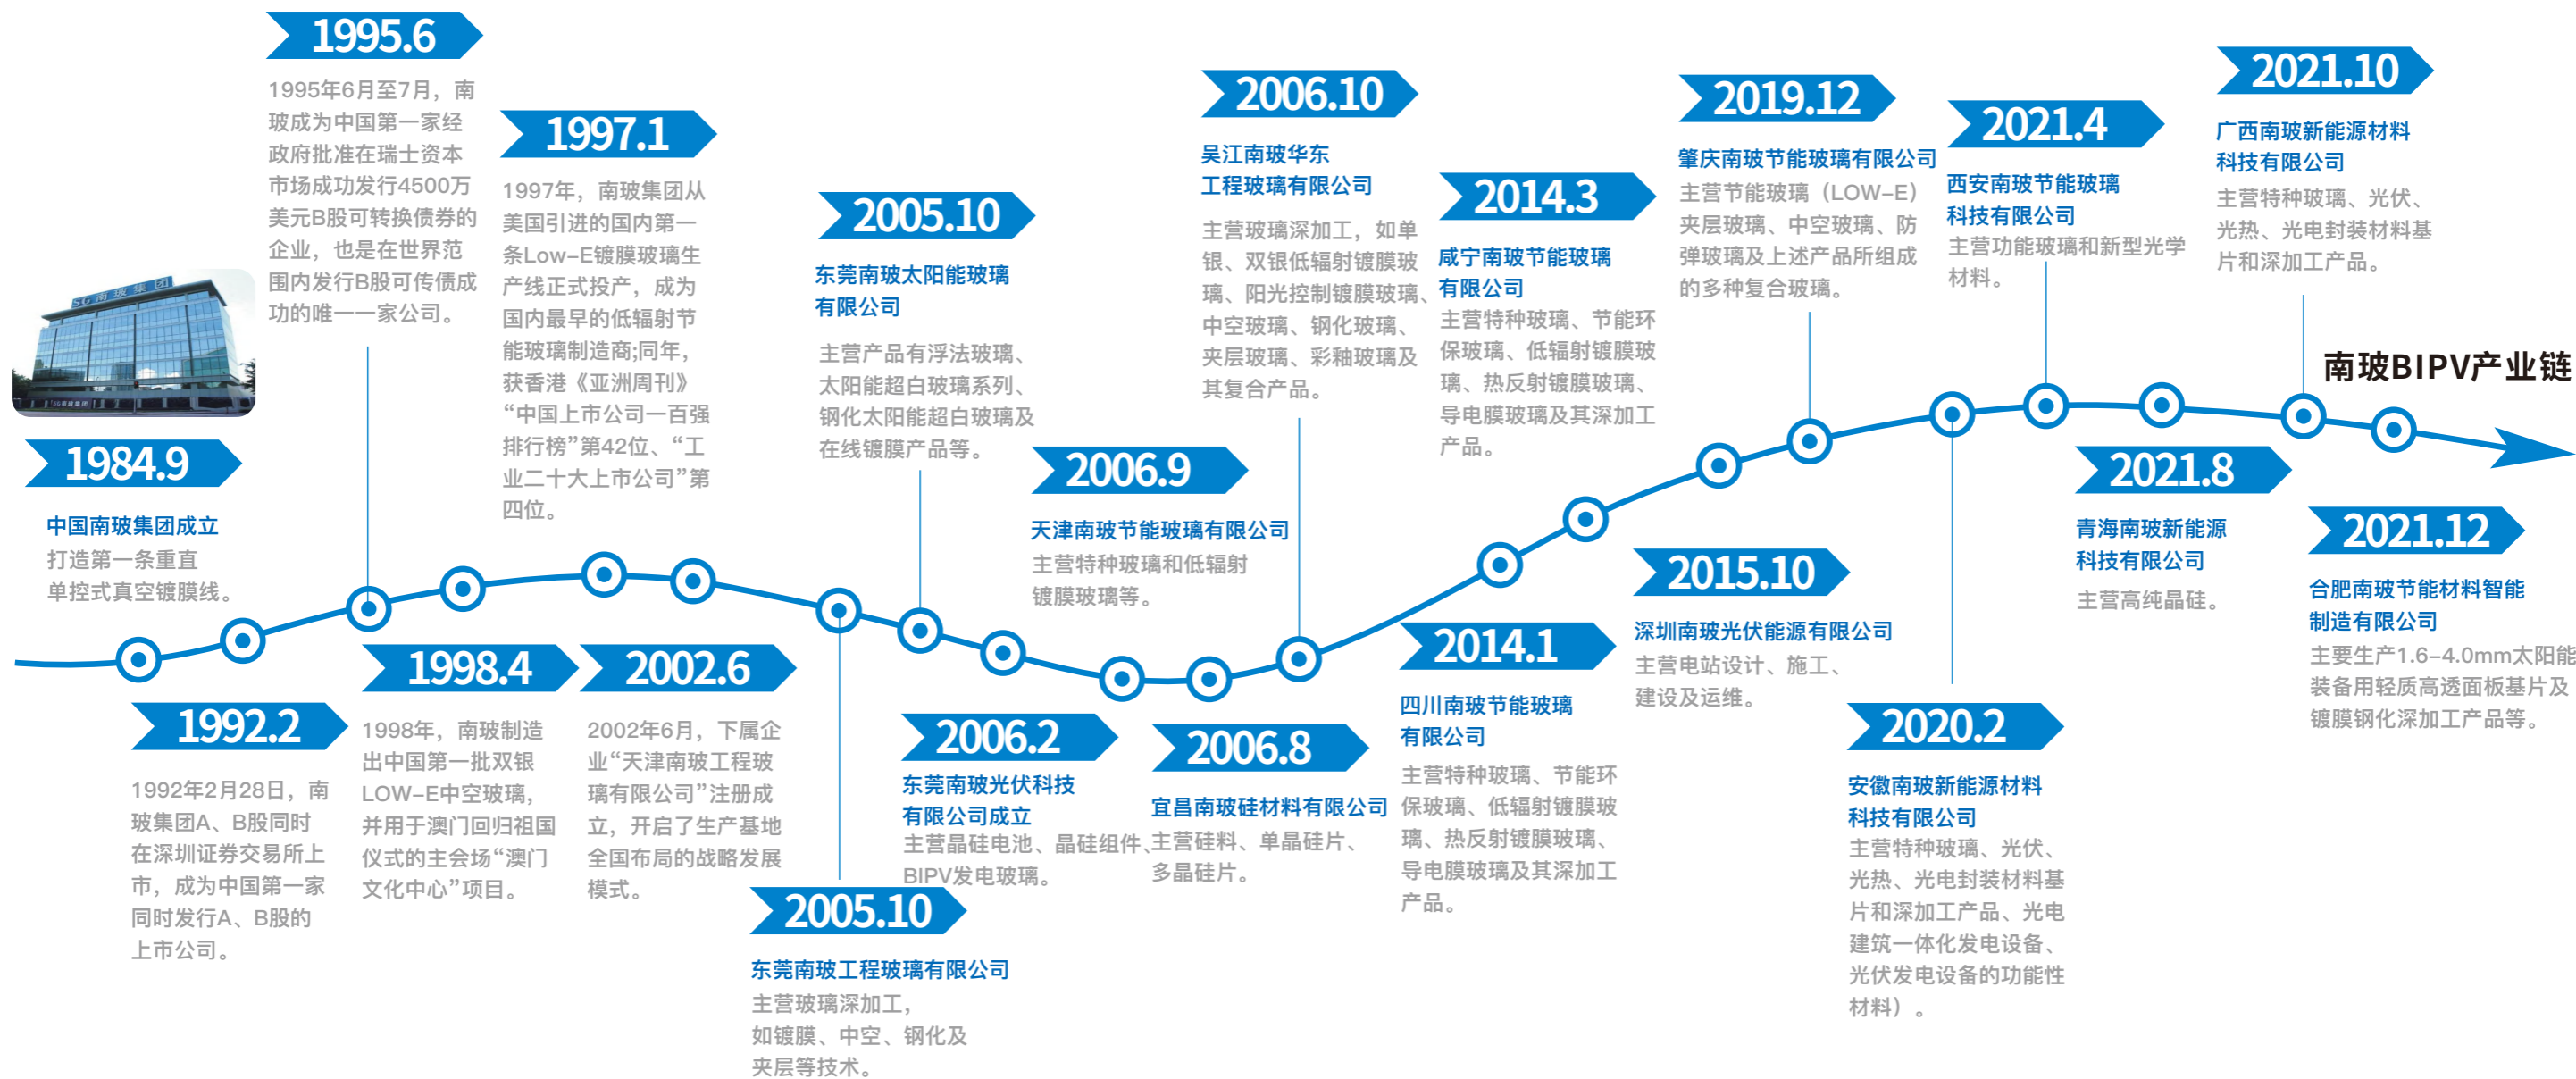 SG 南玻集团
1984.9
中国南玻集团成立
打造第一条重直
单控式真空镀膜线。
1992.2
1992年2月28日，南
玻集团A、B股同时
在深圳证券交易所上
市，成为中国第一家
同时发行A、B股的
上市公司。
1995.6
1995年6月至7月，南
玻成为中国第一家经
政府批准在瑞士资本
市场成功发行4500万
美元B股可转换债券的
企业，也是在世界范
围内发行B股可传债成
功的唯一一家公司。
1998.4
1998年，南玻制造
出中国第一批双银
LOW-E中空玻璃，
并用于澳门回归祖国
仪式的主会场“澳门
文化中心”项目。
1997.1
1997年，南玻集团从
美国引进的国内第一
条Low-E镀膜玻璃生
产线正式投产，成为
国内最早的低辐射节
能玻璃制造商;同年，
获香港《亚洲周刊》
“中国上市公司一百强
排行榜”第42位、“工
业二十大上市公司”第
四位。
2002.6
2002年6月，下属企
业“天津南玻工程玻
璃有限公司”注册成
立，开启了生产基地
全国布局的战略发展
模式。
2005.10
东莞南玻工程玻璃有限公司
主营玻璃深加工，
如镀膜、中空、钢化及
夹层等技术。
2005.10
东莞南玻太阳能玻璃
有限公司
主营产品有浮法玻璃、
太阳能超白玻璃系列、
钢化太阳能超白玻璃及
在线镀膜产品等。
2006.2
东莞南玻光伏科技
有限公司成立
主营晶硅电池、晶硅组件、
BIPV发电玻璃。
2006.9
天津南玻节能玻璃有限公司
主营特种玻璃和低辐射
镀膜玻璃等。
2006.8
宜昌南玻硅材料有限公司
主营硅料、单晶硅片、
多晶硅片。
2006.10
吴江南玻华东
工程玻璃有限公司
主营玻璃深加工，如单
银、双银低辐射镀膜玻
璃、阳光控制镀膜玻璃、
中空玻璃、钢化玻璃、
夹层玻璃、彩釉玻璃及
其复合产品。
2014.1
四川南玻节能玻璃
有限公司
主营特种玻璃、节能环
保玻璃、低辐射镀膜玻
璃、热反射镀膜玻璃、
导电膜玻璃及其深加工
产品。
2014.3
咸宁南玻节能玻璃
有限公司
主营特种玻璃、节能环
保玻璃、低辐射镀膜玻
璃、热反射镀膜玻璃、
导电膜玻璃及其深加工
产品。
2015.10
深圳南玻光伏能源有限公司
主营电站设计、施工、
建设及运维。
2019.12
肇庆南玻节能玻璃有限公司
主营节能玻璃（LOW-E）
夹层玻璃、中空玻璃、防
弹玻璃及上述产品所组成
的多种复合玻璃。
2020.2
安徽南玻新能源材料
科技有限公司
主营特种玻璃、光伏、
光热、光电封装材料基
片和深加工产品、光电
建筑一体化发电设备、
光伏发电设备的功能性
材料）。
2021.4
西安南玻节能玻璃
科技有限公司
主营功能玻璃和新型光学
材料。
2021.8
青海南玻新能源
科技有限公司
主营高纯晶硅。
2021.10
广西南玻新能源材料
科技有限公司
主营特种玻璃、光伏、
光热、光电封装材料基
片和深加工产品。
南玻BIPV产业链
2021.12
合肥南玻节能材料智能
制造有限公司
主要生产1.6-4.0mm太阳能
装备用轻质高透面板基片及
镀膜钢化深加工产品等。